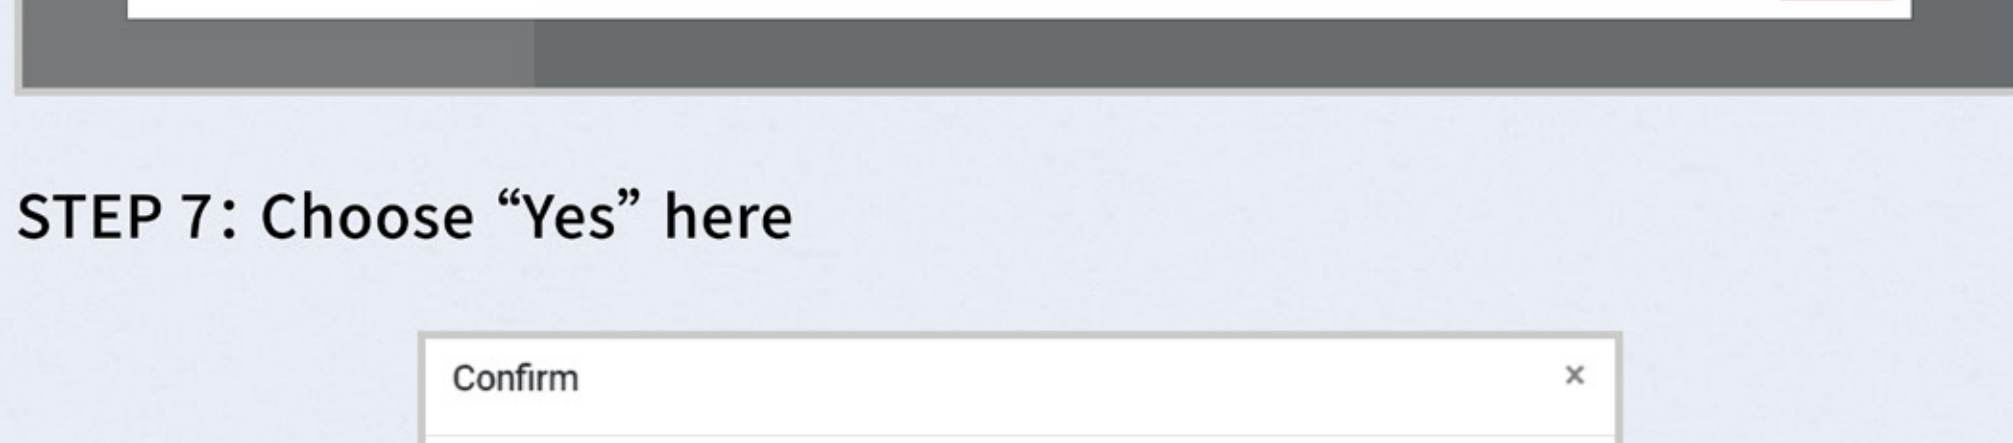 STEP 7: Choose “Yes” here
Confirm ×